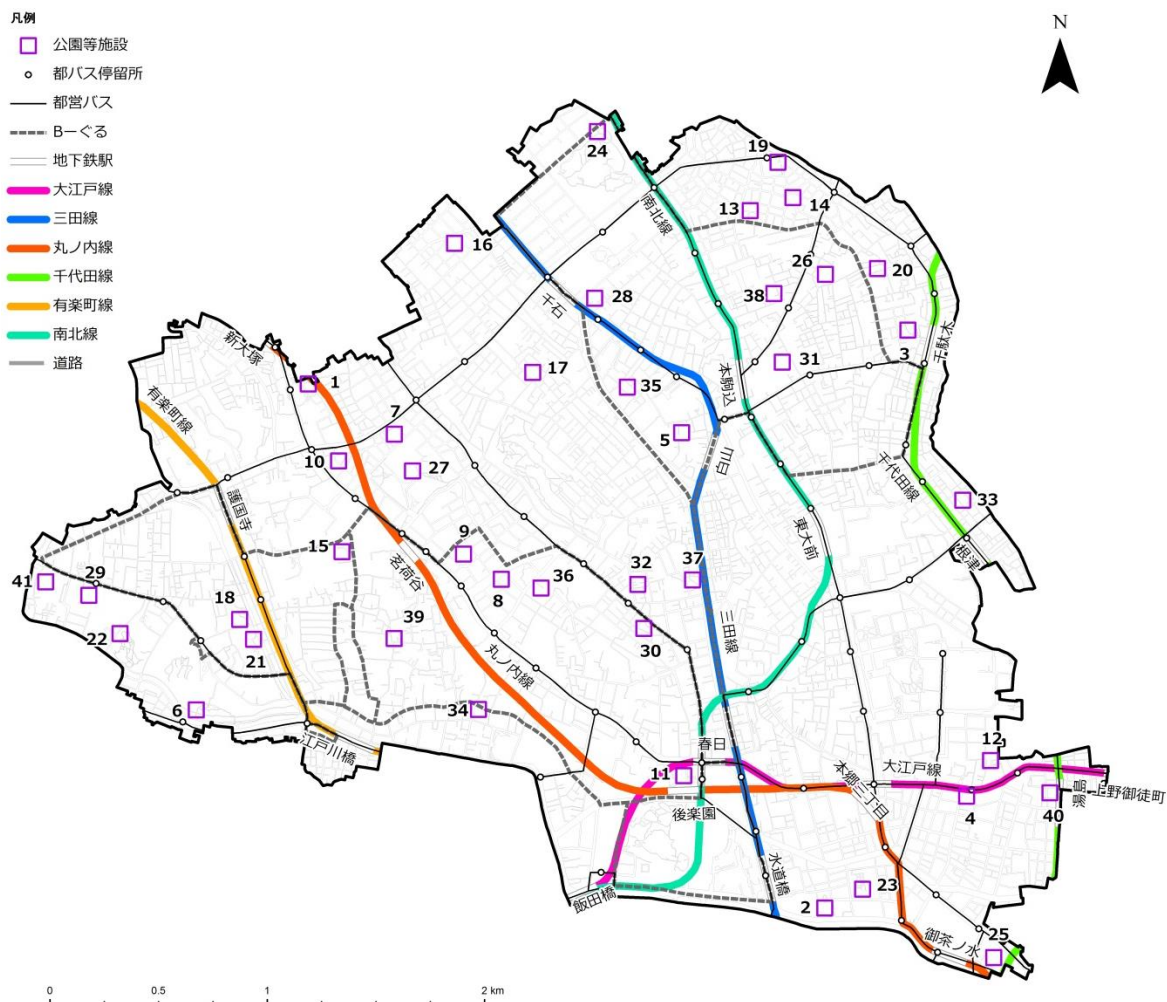 凡例
公園等施設
都バス停留所
都営バス
Bーぐる
地下鉄駅
大江戸線
三田線
丸ノ内線
千代田線
有楽町線
南北線
道路
N
24
19
南北線
13
14
16
26
20
28
38
千石
新大塚
3
千駄木
17
31
1
本駒込
35
有楽町線
7
5
白山
10
27
千代田線
33
護国寺
東大前
9
15
根津
茗荷谷
41
29
32
37
8
36
18
39
三田線
22
21
30
丸ノ内線
6
34
江戸川橋
春日
12
11
大江戸線
本郷三丁目
湯島
上野御徒町
4
40
後楽園
水道橋
23
飯田橋
2
御茶ノ水
25
0
0.5
1
2 km